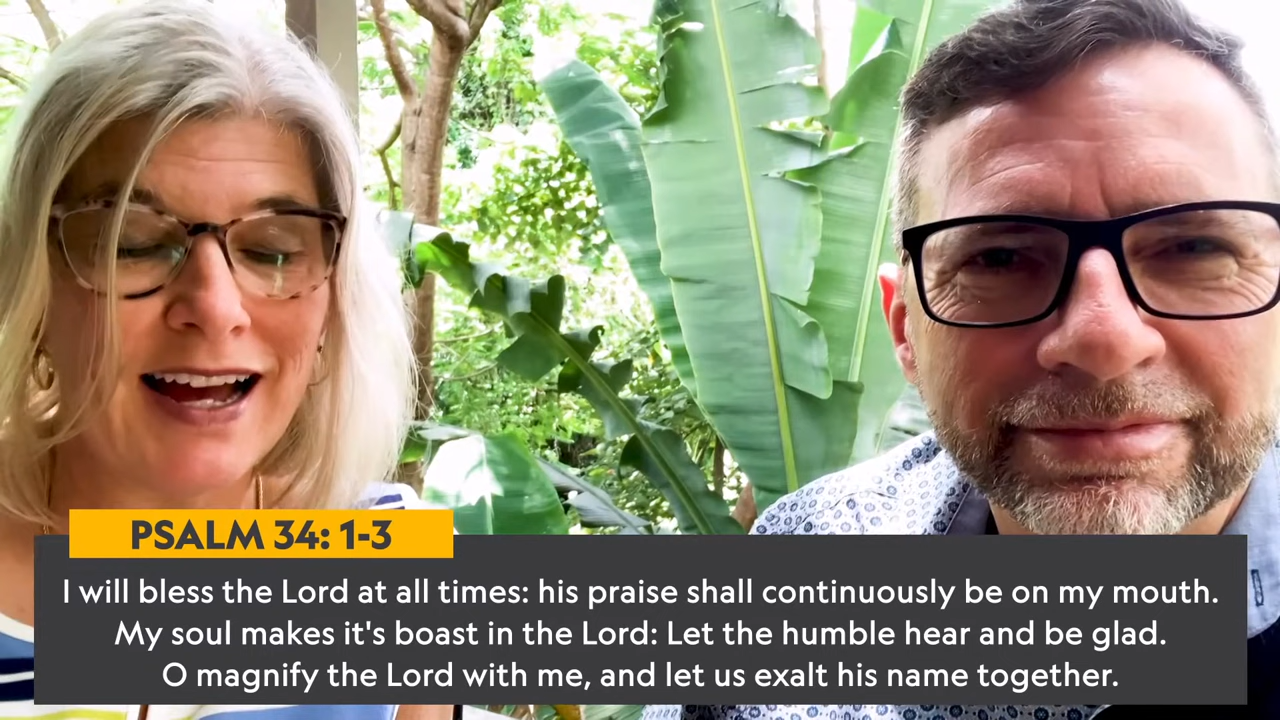 PSALM 34: 1-3
I will bless the Lord at all times: his praise shall continuously be on my mouth.
My soul makes it's boast in the Lord: Let the humble hear and be glad.
O magnify the Lord with me, and let us exalt his name together.